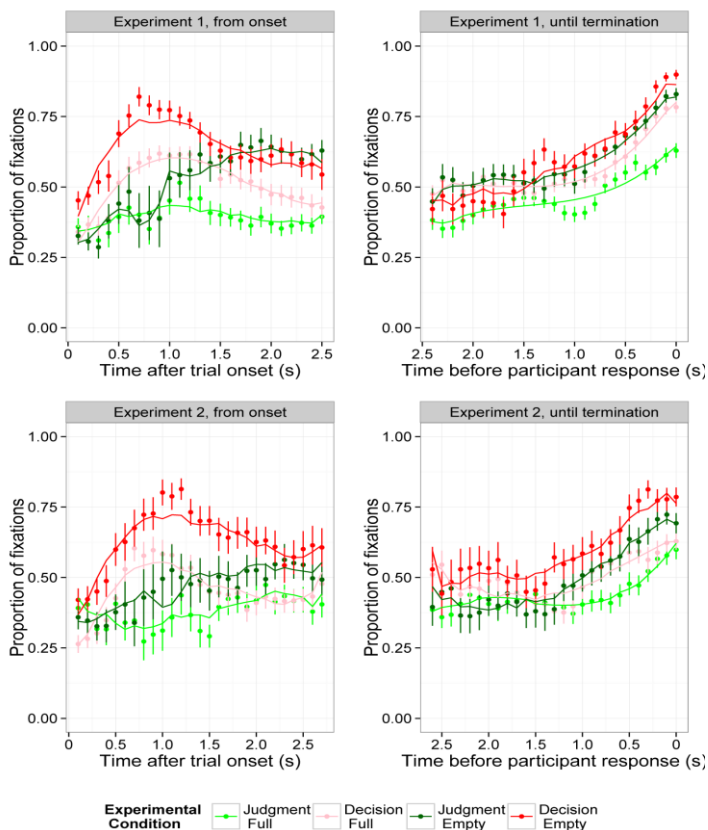 Experiment 1, from onset
1.00
0.75
0.50
0.25
0.00
Proportion of fixations
0 0.5 1.0 1.5 2.0 2.5
Time after trial onset (s)
Experiment 1, until termination
1.00
0.75
0.50
0.25
0.00
Proportion of fixations
2.5 2.0 1.5 1.0 0.5 0
Time before participant response (s)
Experiment 2, from onset
1.00
0.75
0.50
0.25
0.00
Proportion of fixations
0 0.5 1.0 1.5 2.0 2.5
Time after trial onset (s)
Experiment 2, until termination
1.00
0.75
0.50
0.25
0.00
Proportion of fixations
2.5 2.0 1.5 1.0 0.5 0
Time before participant response (s)
Experimental
Condition
Judgment
Full
Decision
Full
Judgment
Empty
Decision
Empty